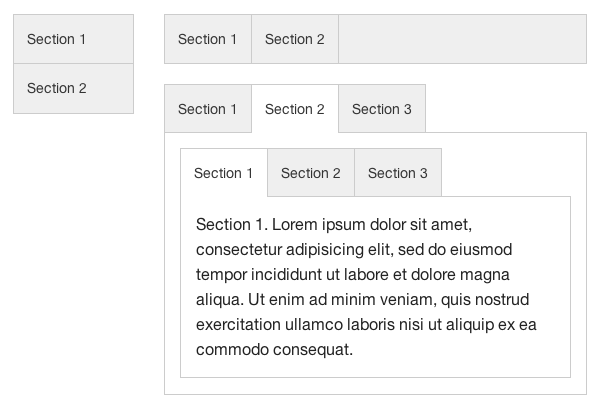 Section 1
Section 2
Section 1 Section 2
Section 1 Section 2 Section 3
Section 1 Section 2 Section 3
Section 1. Lorem ipsum dolor sit amet,
consectetur adipisicing elit, sed do eiusmod
tempor incididunt ut labore et dolore magna
aliqua. Ut enim ad minim veniam, quis nostrud
exercitation ullamco laboris nisi ut aliquip ex ea
commodo consequat.